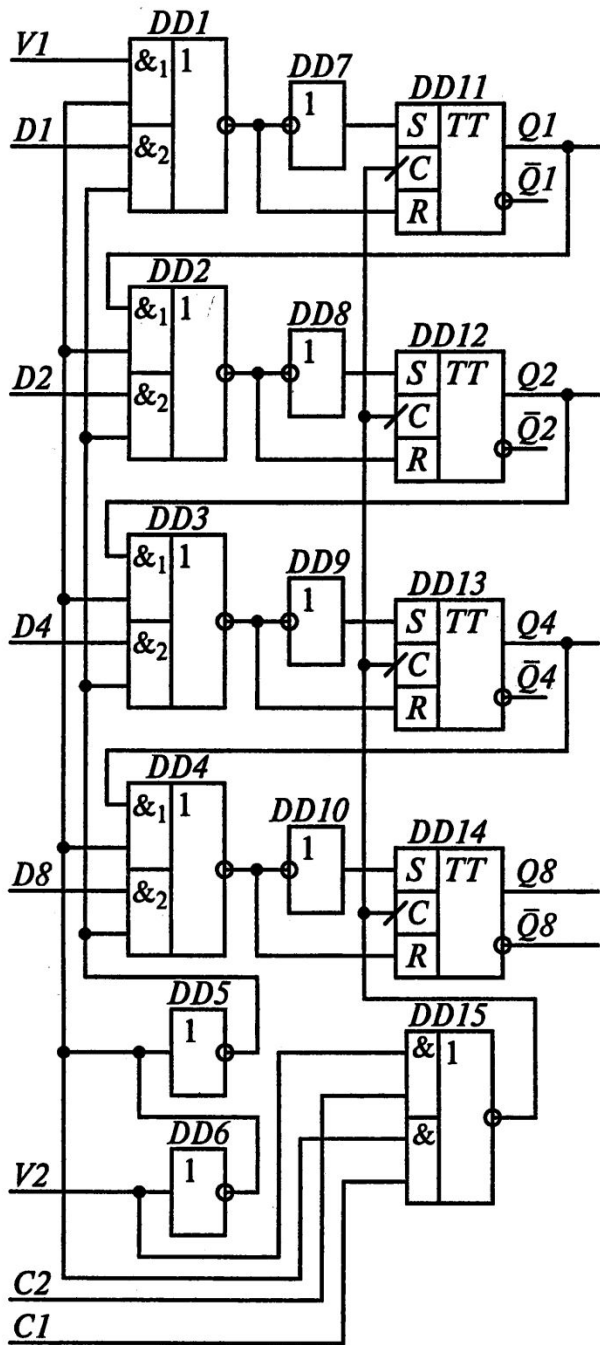 DD1
V1
&1 1
DD7
1
DD11
S TT Q1
D1
&2
C Q̅1
R
DD2
&1 1
DD8
1
DD12
S TT Q2
D2
&2
C Q̅2
R
DD3
&1 1
DD9
1
DD13
S TT Q4
D4
&2
C Q̅4
R
DD4
&1 1
DD10
1
DD14
S TT Q8
D8
&2
C Q̅8
R
DD5
1
DD15
& 1
DD6
&
V2
1
C2
C1